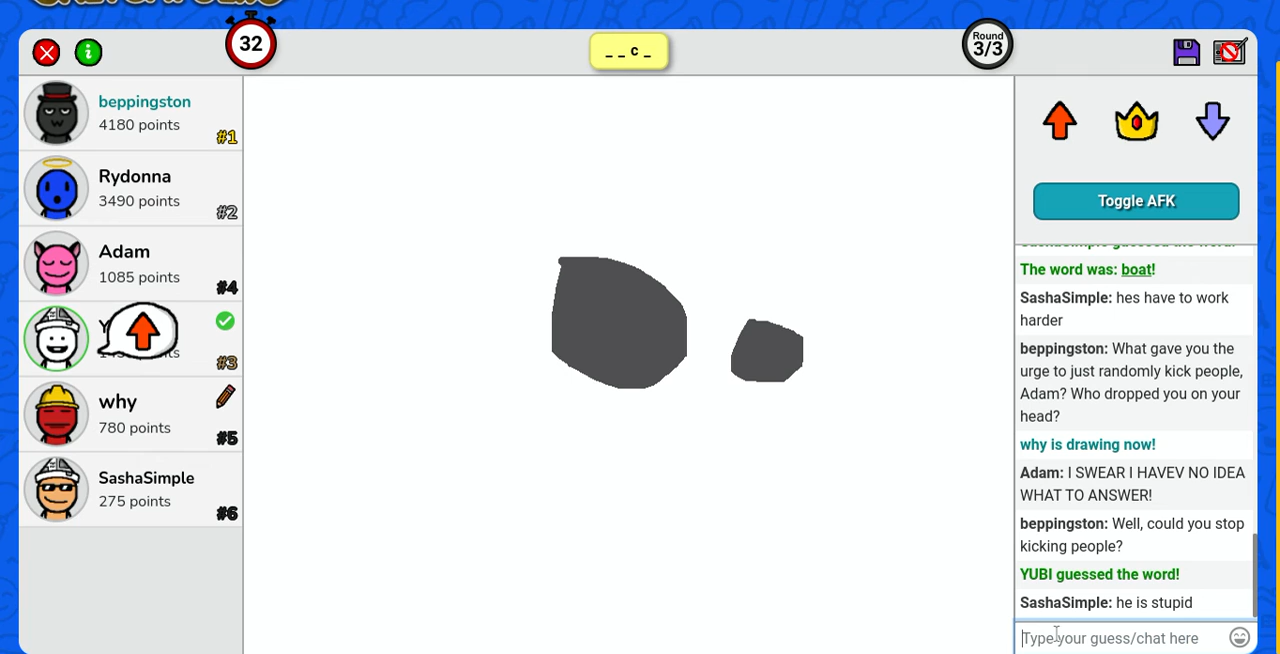 32
_ _ c _
Round
3/3
beppingston
4180 points
#1
Rydonna
3490 points
#2
Adam
1085 points
#4
#3
why
780 points
#5
SashaSimple
275 points
#6
Toggle AFK
SashaSimple guessed the word!
The word was: boat!
SashaSimple: hes have to work
harder
beppingston: What gave you the
urge to just randomly kick people,
Adam? Who dropped you on your
head?
why is drawing now!
Adam: I SWEAR I HAVEV NO IDEA
WHAT TO ANSWER!
beppingston: Well, could you stop
kicking people?
YUBI guessed the word!
SashaSimple: he is stupid
Type your guess/chat here